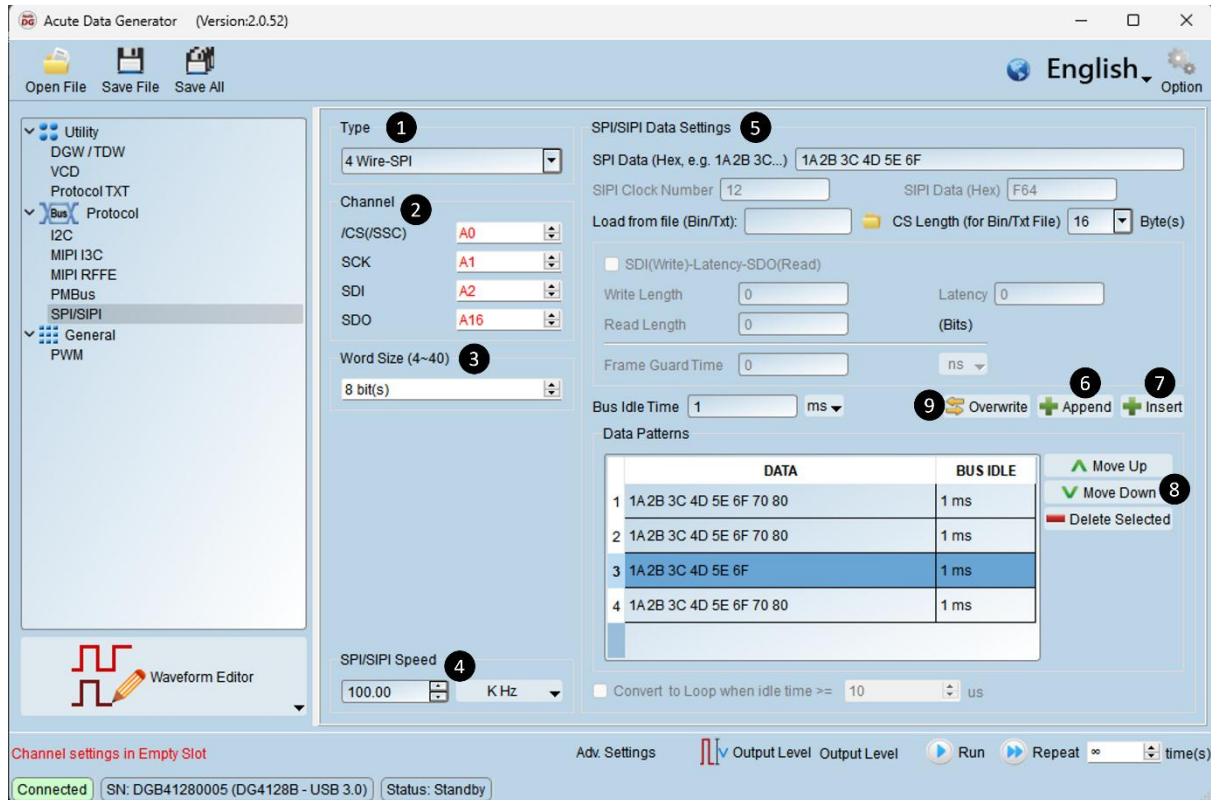 Acute Data Generator (Version:2.0.52)
Open File Save File Save All
English
Option
Utility
DGW / TDW
VCD
Protocol TXT
Bus Protocol
I2C
MIPI I3C
MIPI RFFE
PMBus
SPI/SIPI
General
PWM
Waveform Editor
Type 1
4 Wire-SPI
Channel 2
/CS(/SSC) A0
SCK A1
SDI A2
SDO A16
Word Size (4~40) 3
8 bit(s)
SPI/SIPI Speed 4
100.00 K Hz
SPI/SIPI Data Settings 5
SPI Data (Hex, e.g. 1A 2B 3C...) 1A 2B 3C 4D 5E 6F
SIPI Clock Number 12 SIPI Data (Hex) F64
Load from file (Bin/Txt): CS Length (for Bin/Txt File) 16 Byte(s)
SDI(Write)-Latency-SDO(Read)
Write Length 0 Latency 0
Read Length 0 (Bits)
Frame Guard Time 0 ns
6 7
Bus Idle Time 1 ms 9 Overwrite Append Insert
Data Patterns
DATA BUS IDLE
1 1A 2B 3C 4D 5E 6F 70 80 1 ms
2 1A 2B 3C 4D 5E 6F 70 80 1 ms
3 1A 2B 3C 4D 5E 6F 1 ms
4 1A 2B 3C 4D 5E 6F 70 80 1 ms
Move Up
Move Down 8
Delete Selected
Convert to Loop when idle time >= 10 us
Channel settings in Empty Slot Adv. Settings Output Level Output Level Run Repeat ∞ time(s)
Connected SN: DGB41280005 (DG4128B - USB 3.0) Status: Standby